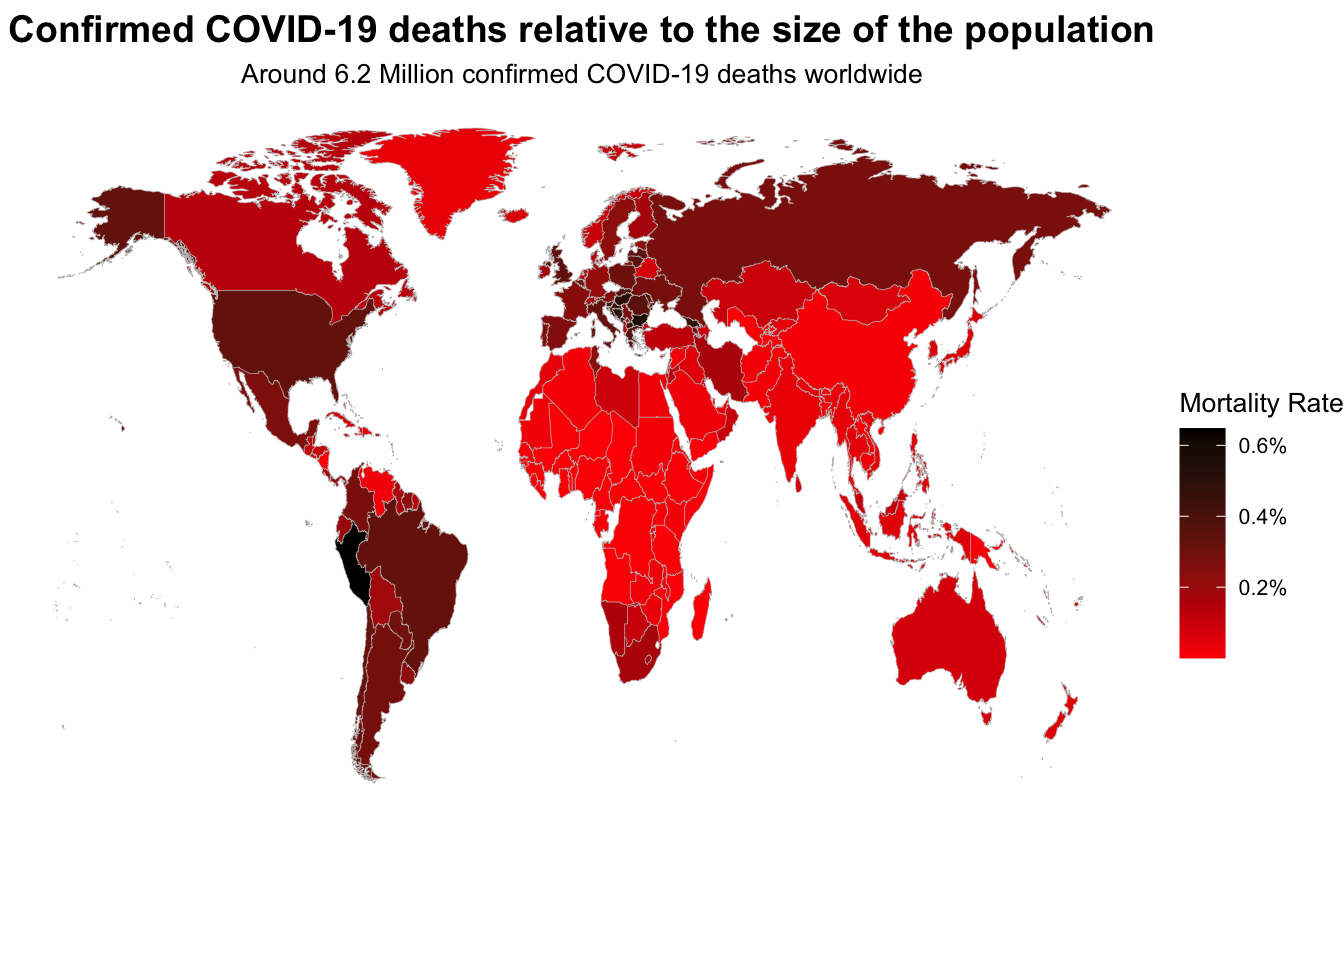 Confirmed COVID-19 deaths relative to the size of the population
Around 6.2 Million confirmed COVID-19 deaths worldwide
Mortality Rate
0.6%
0.4%
0.2%